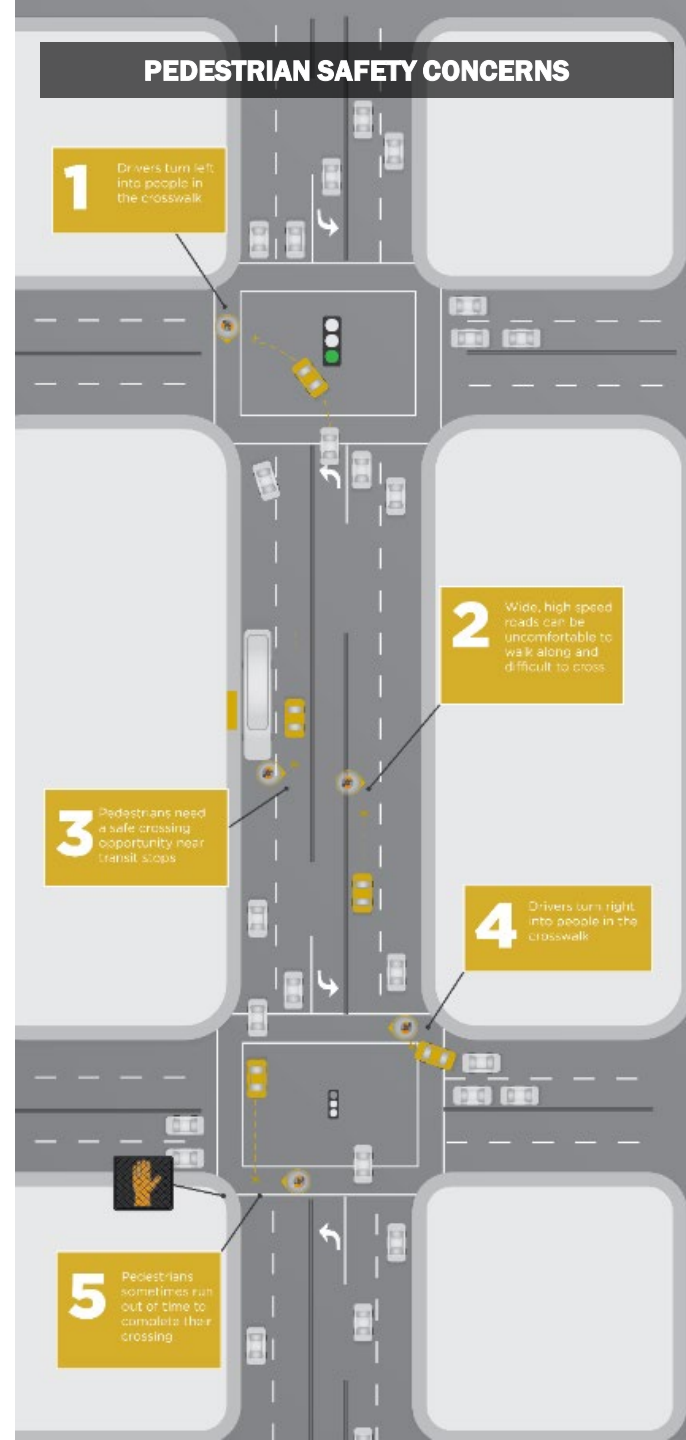 PEDESTRIAN SAFETY CONCERNS
1
Drivers turn left
into people in
the crosswalk
2
Wide, high speed
roads can be
uncomfortable to
walk along and
difficult to cross
3
Pedestrians need
a safe crossing
opportunity near
transit stops
4
Drivers turn right
into people in the
crosswalk
5
Pedestrians
sometimes run
out of time to
complete their
crossing